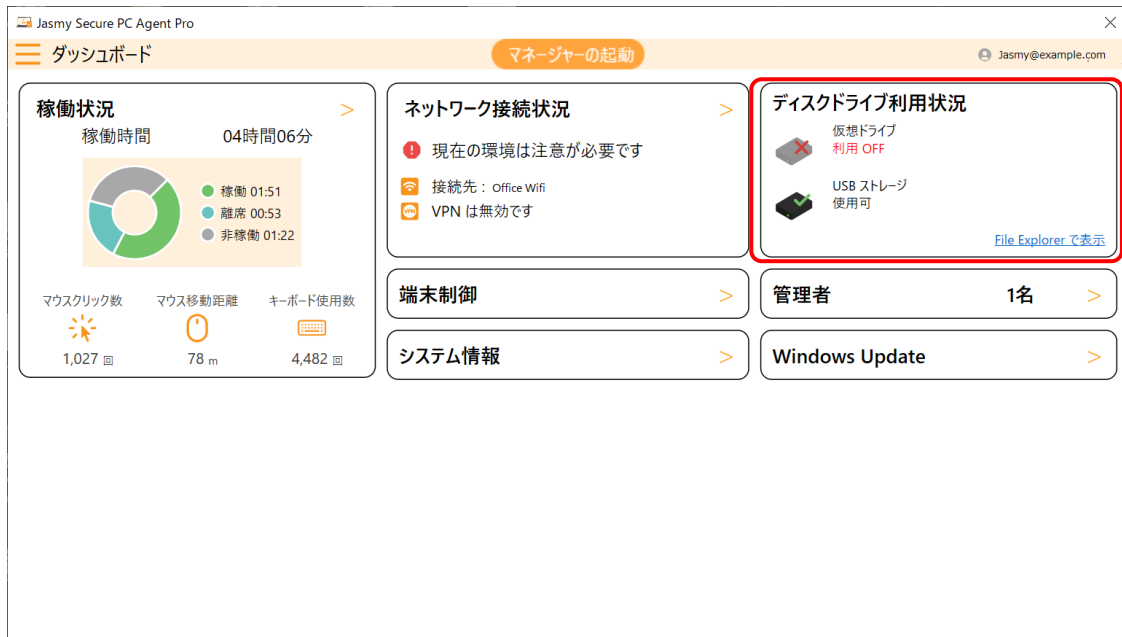 Jasmy Secure PC Agent Pro
ダッシュボード
マネージャーの起動
Jasmy@example.com
稼働状況 >
稼働時間 04時間06分
稼働 01:51
離席 00:53
非稼働 01:22
マウスクリック数 マウス移動距離 キーボード使用数
1,027 回 78 m 4,482 回
ネットワーク接続状況 >
現在の環境は注意が必要です
接続先 : Office Wifi
VPN VPN は無効です
ディスクドライブ利用状況
仮想ドライブ
利用 OFF
USB ストレージ
使用可
File Explorer で表示
端末制御 >
管理者 1名 >
システム情報 >
Windows Update >